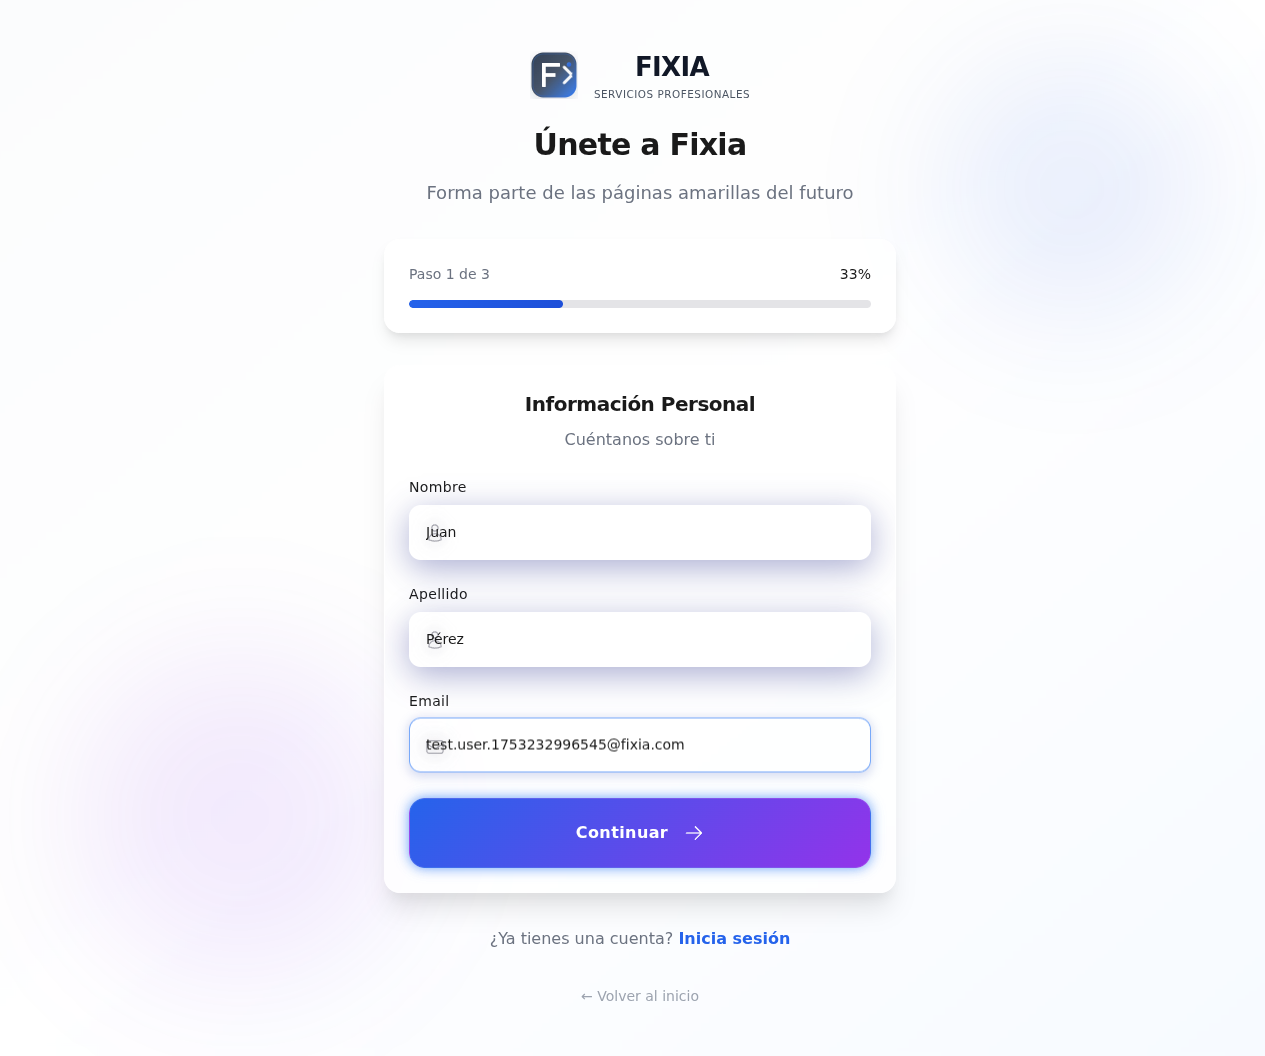 FIXIA
SERVICIOS PROFESIONALES
Únete a Fixia
Forma parte de las páginas amarillas del futuro
Paso 1 de 3
33%
Información Personal
Cuéntanos sobre ti
Nombre
Juan
Apellido
Pérez
Email
test.user.1753232996545@fixia.com
Continuar →
¿Ya tienes una cuenta? Inicia sesión
← Volver al inicio